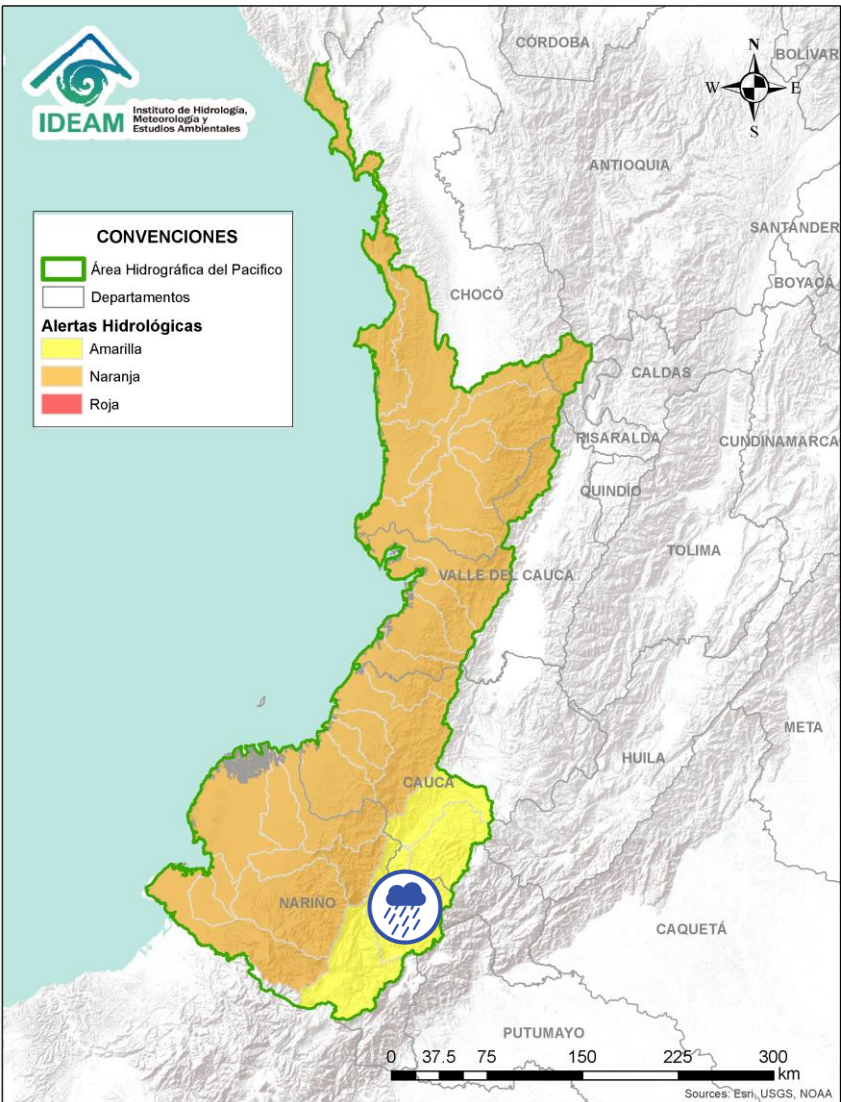 IDEAM
Instituto de Hidrología,
Meteorología y
Estudios Ambientales
N
W
E
S
CONVENCIONES
Área Hidrográfica del Pacifico
Departamentos
Alertas Hidrológicas
Amarilla
Naranja
Roja
CÓRDOBA
BOLIVAR
ANTIOQUIA
SANTANDER
BOYACÁ
CHOCÓ
CALDAS
RISARALDA
CUNDINAMARCA
QUINDÍO
TOLIMA
VALLE DEL CAUCA
META
HUILA
CAUCA
NARIÑO
CAQUETÁ
PUTUMAYO
0 37.5 75 150 225 300
km
Sources: Esri, USGS, NOAA